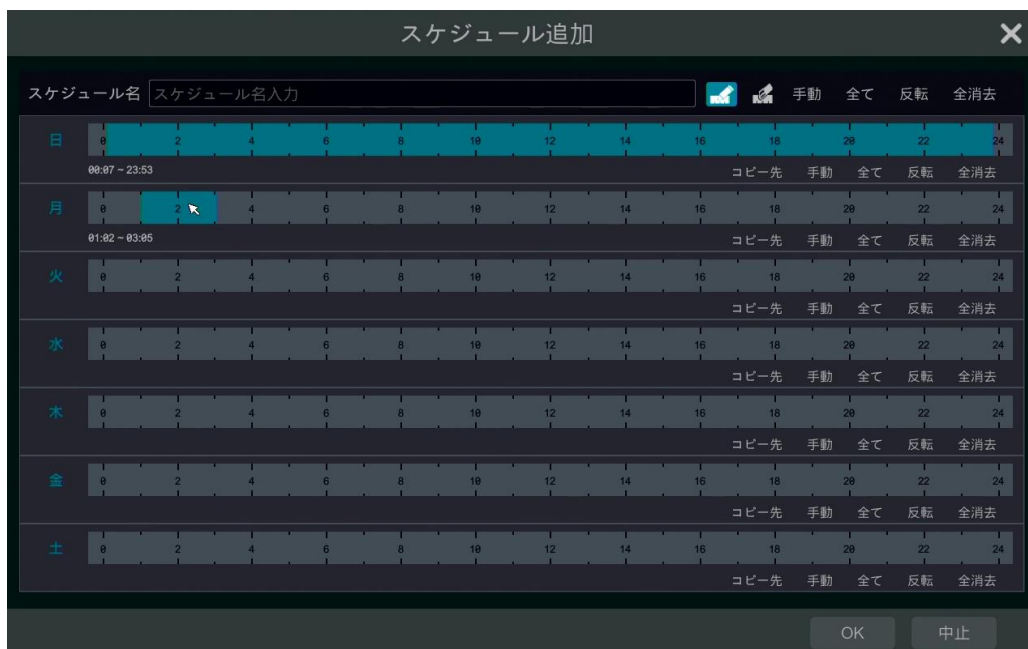 スケジュール追加
スケジュール名 スケジュール名入力 手動 全て 反転 全消去
日 0 2 4 6 8 10 12 14 16 18 20 22 24
00:07 ~ 23:53 コピー先 手動 全て 反転 全消去
月 0 2 4 6 8 10 12 14 16 18 20 22 24
01:02 ~ 03:05 コピー先 手動 全て 反転 全消去
火 0 2 4 6 8 10 12 14 16 18 20 22 24
コピー先 手動 全て 反転 全消去
水 0 2 4 6 8 10 12 14 16 18 20 22 24
コピー先 手動 全て 反転 全消去
木 0 2 4 6 8 10 12 14 16 18 20 22 24
コピー先 手動 全て 反転 全消去
金 0 2 4 6 8 10 12 14 16 18 20 22 24
コピー先 手動 全て 反転 全消去
土 0 2 4 6 8 10 12 14 16 18 20 22 24
コピー先 手動 全て 反転 全消去
OK 中止